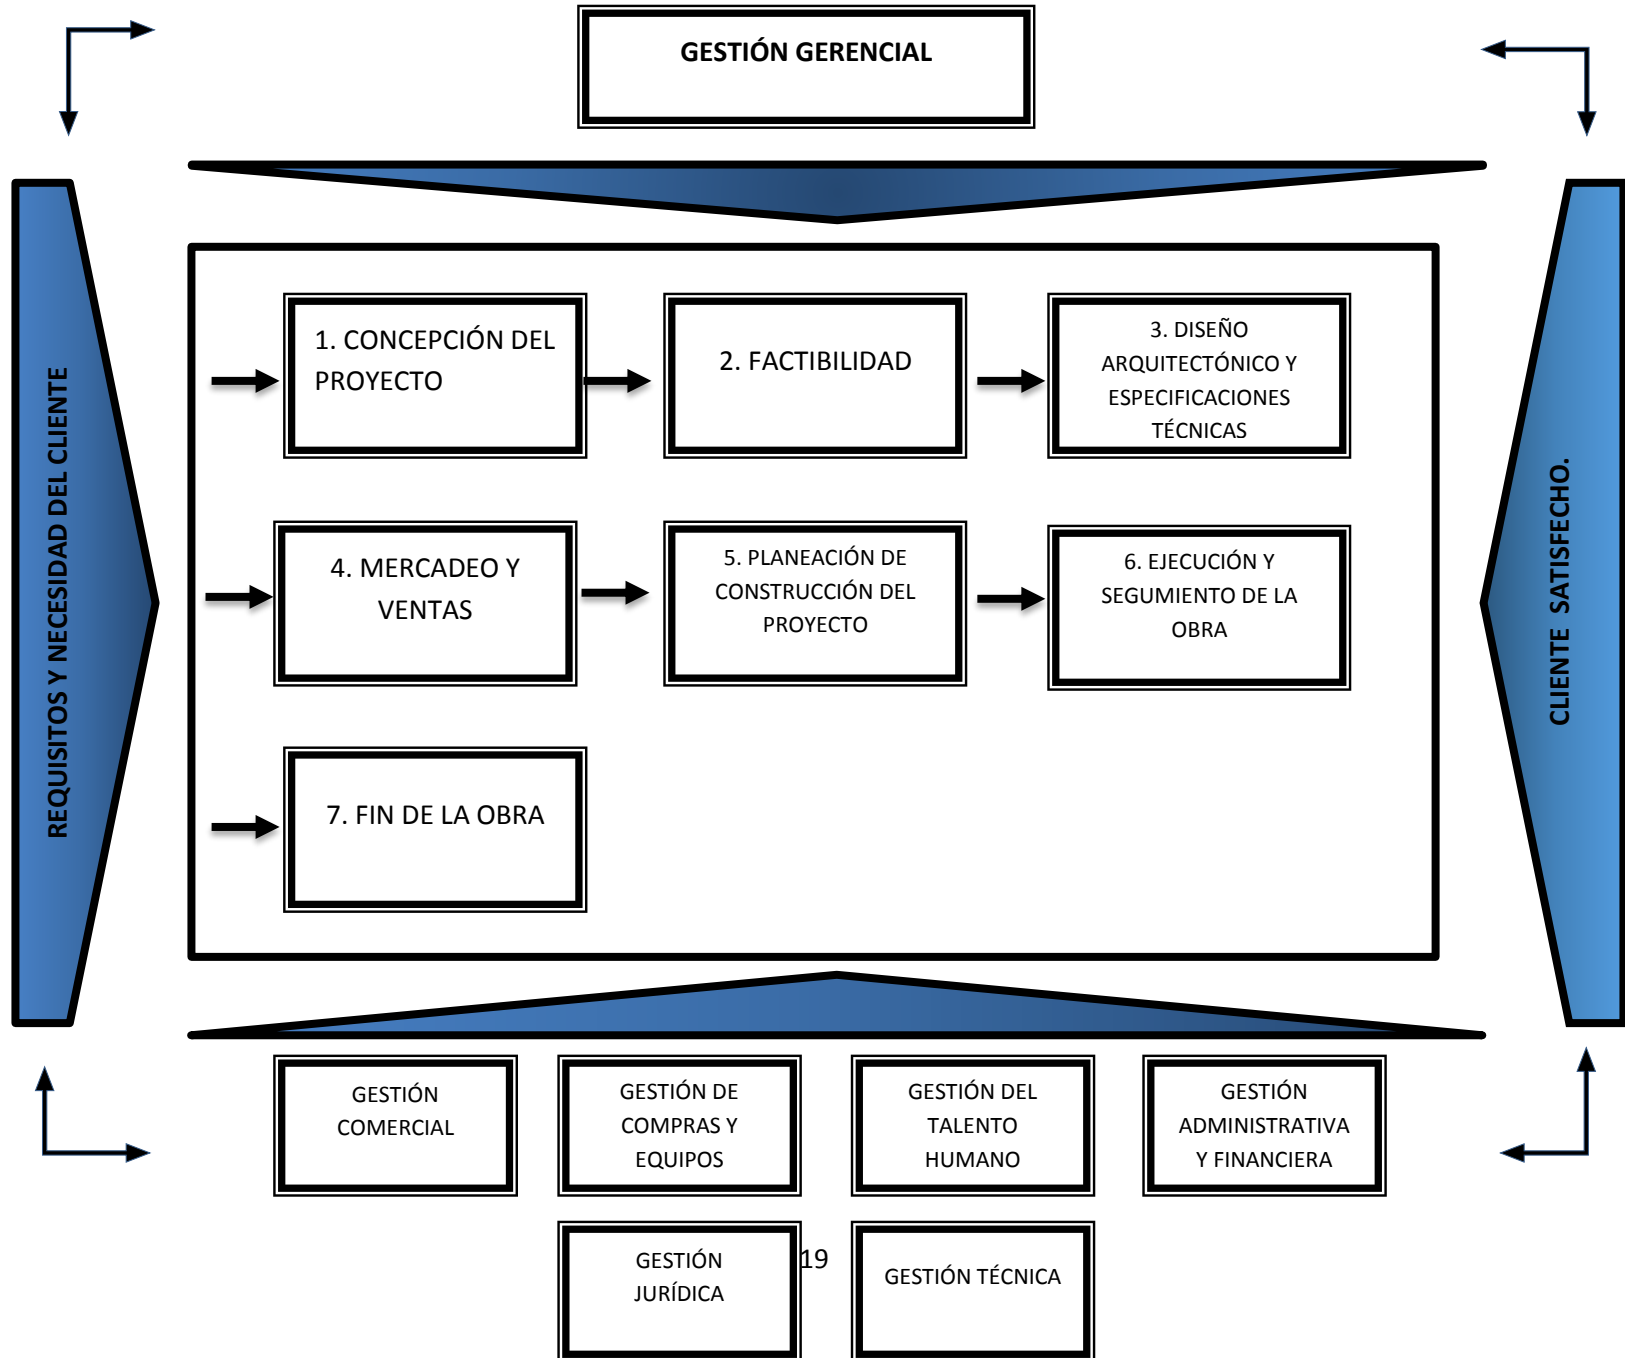 GESTIÓN GERENCIAL
REQUISITOS Y NECESIDAD DEL CLIENTE
1. CONCEPCIÓN DEL
PROYECTO
2. FACTIBILIDAD
3. DISEÑO
ARQUITECTÓNICO Y
ESPECIFICACIONES
TÉCNICAS
4. MERCADEO Y
VENTAS
5. PLANEACIÓN DE
CONSTRUCCIÓN DEL
PROYECTO
6. EJECUCIÓN Y
SEGUMIENTO DE LA
OBRA
7. FIN DE LA OBRA
CLIENTE SATISFECHO.
GESTIÓN
COMERCIAL
GESTIÓN DE
COMPRAS Y
EQUIPOS
GESTIÓN DEL
TALENTO
HUMANO
GESTIÓN
ADMINISTRATIVA
Y FINANCIERA
GESTIÓN
JURÍDICA
19
GESTIÓN TÉCNICA